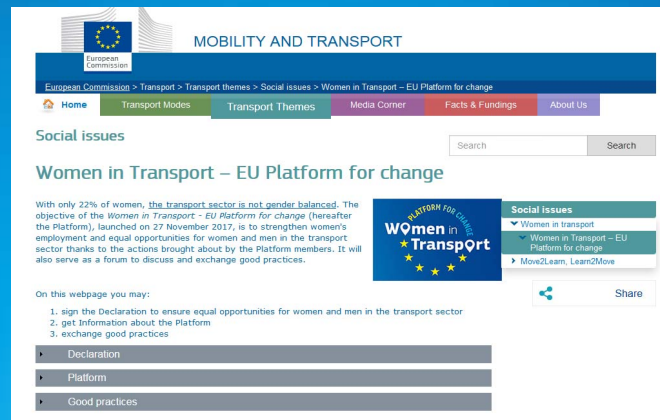 European
Commission
MOBILITY AND TRANSPORT
European Commission > Transport > Transport themes > Social issues > Women in Transport – EU Platform for change
Home Transport Modes Transport Themes Media Corner Facts & Fundings About Us
Social issues
Search Search
Women in Transport – EU Platform for change
With only 22% of women, the transport sector is not gender balanced. The
objective of the Women in Transport - EU Platform for change (hereafter
the Platform), launched on 27 November 2017, is to strengthen women's
employment and equal opportunities for women and men in the transport
sector thanks to the actions brought about by the Platform members. It will
also serve as a forum to discuss and exchange good practices.
PLATFORM FOR CHANGE
Women in
Transport
Social issues
Women in transport
Women in Transport – EU
Platform for change
Move2Learn, Learn2Move
Share
On this webpage you may:
1. sign the Declaration to ensure equal opportunities for women and men in the transport sector
2. get Information about the Platform
3. exchange good practices
Declaration
Platform
Good practices